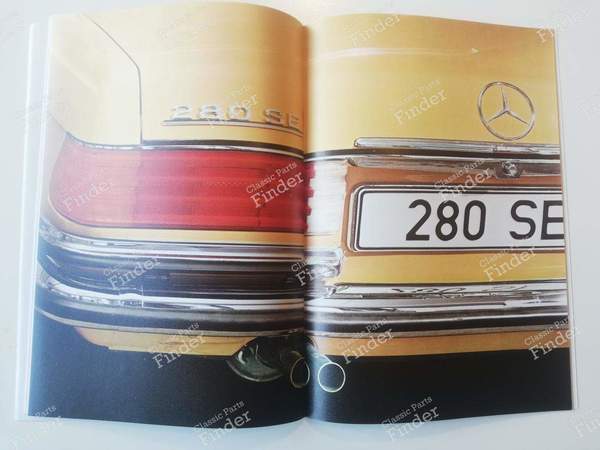 280 SE
280 SE
Classic Parts
Finder